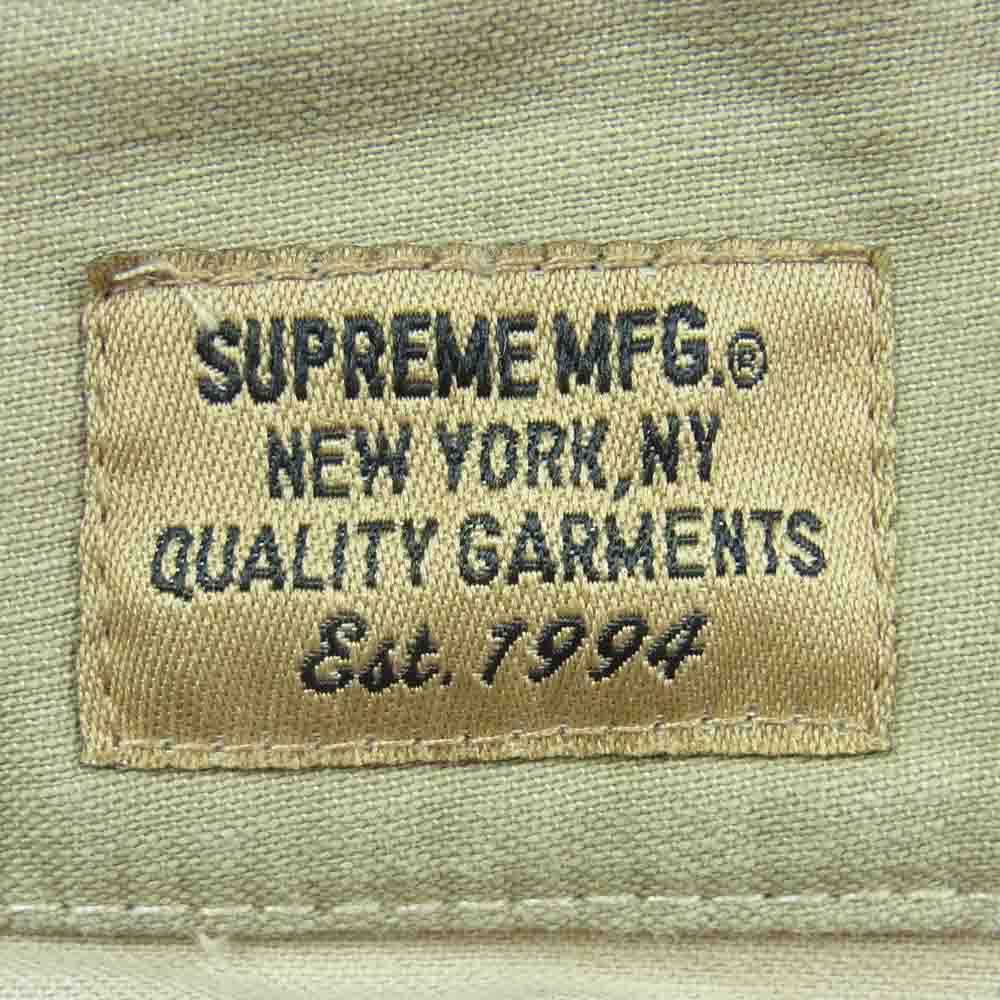 SUPREME MFG.®
NEW YORK, NY
QUALITY GARMENTS
Est. 1994